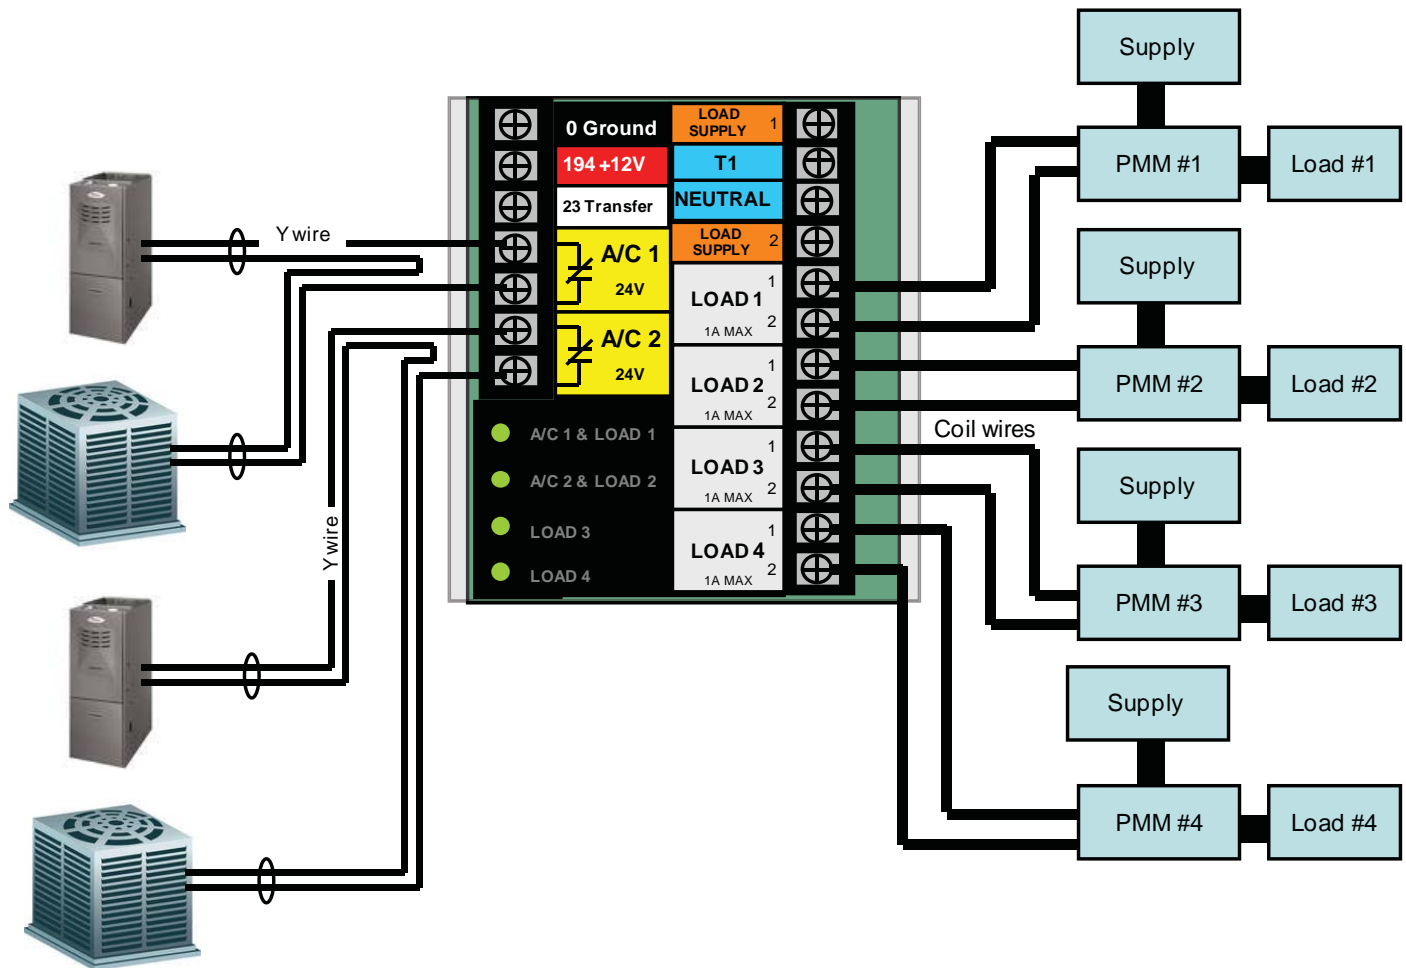 Supply
0 Ground
LOAD
SUPPLY 1
194 +12V
T1
PMM #1
Load #1
23 Transfer
NEUTRAL
Y wire
A/C 1
24V
LOAD
SUPPLY 2
Supply
LOAD 1
1
2
1A MAX
A/C 2
24V
LOAD 2
1
2
1A MAX
PMM #2
Load #2
Coil wires
A/C 1 & LOAD 1
LOAD 3
1
2
1A MAX
A/C 2 & LOAD 2
Supply
Y wire
LOAD 3
LOAD 4
1
2
1A MAX
LOAD 4
PMM #3
Load #3
Supply
PMM #4
Load #4